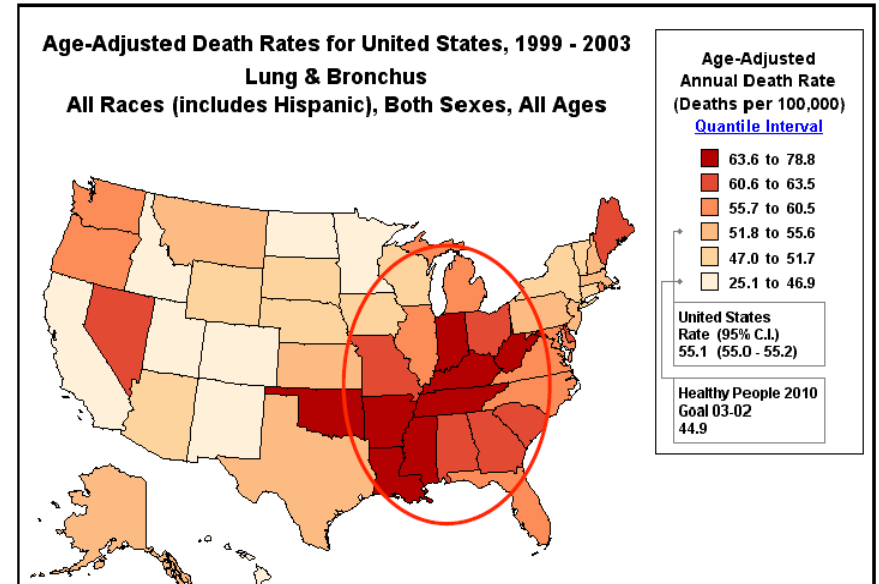 Age-Adjusted Death Rates for United States, 1999 - 2003
Lung & Bronchus
All Races (includes Hispanic), Both Sexes, All Ages
Age-Adjusted
Annual Death Rate
(Deaths per 100,000)
Quantile Interval
63.6 to 78.8
60.6 to 63.5
55.7 to 60.5
51.8 to 55.6
47.0 to 51.7
25.1 to 46.9
United States
Rate (95% C.I.)
55.1 (55.0 - 55.2)
Healthy People 2010
Goal 03-02
44.9